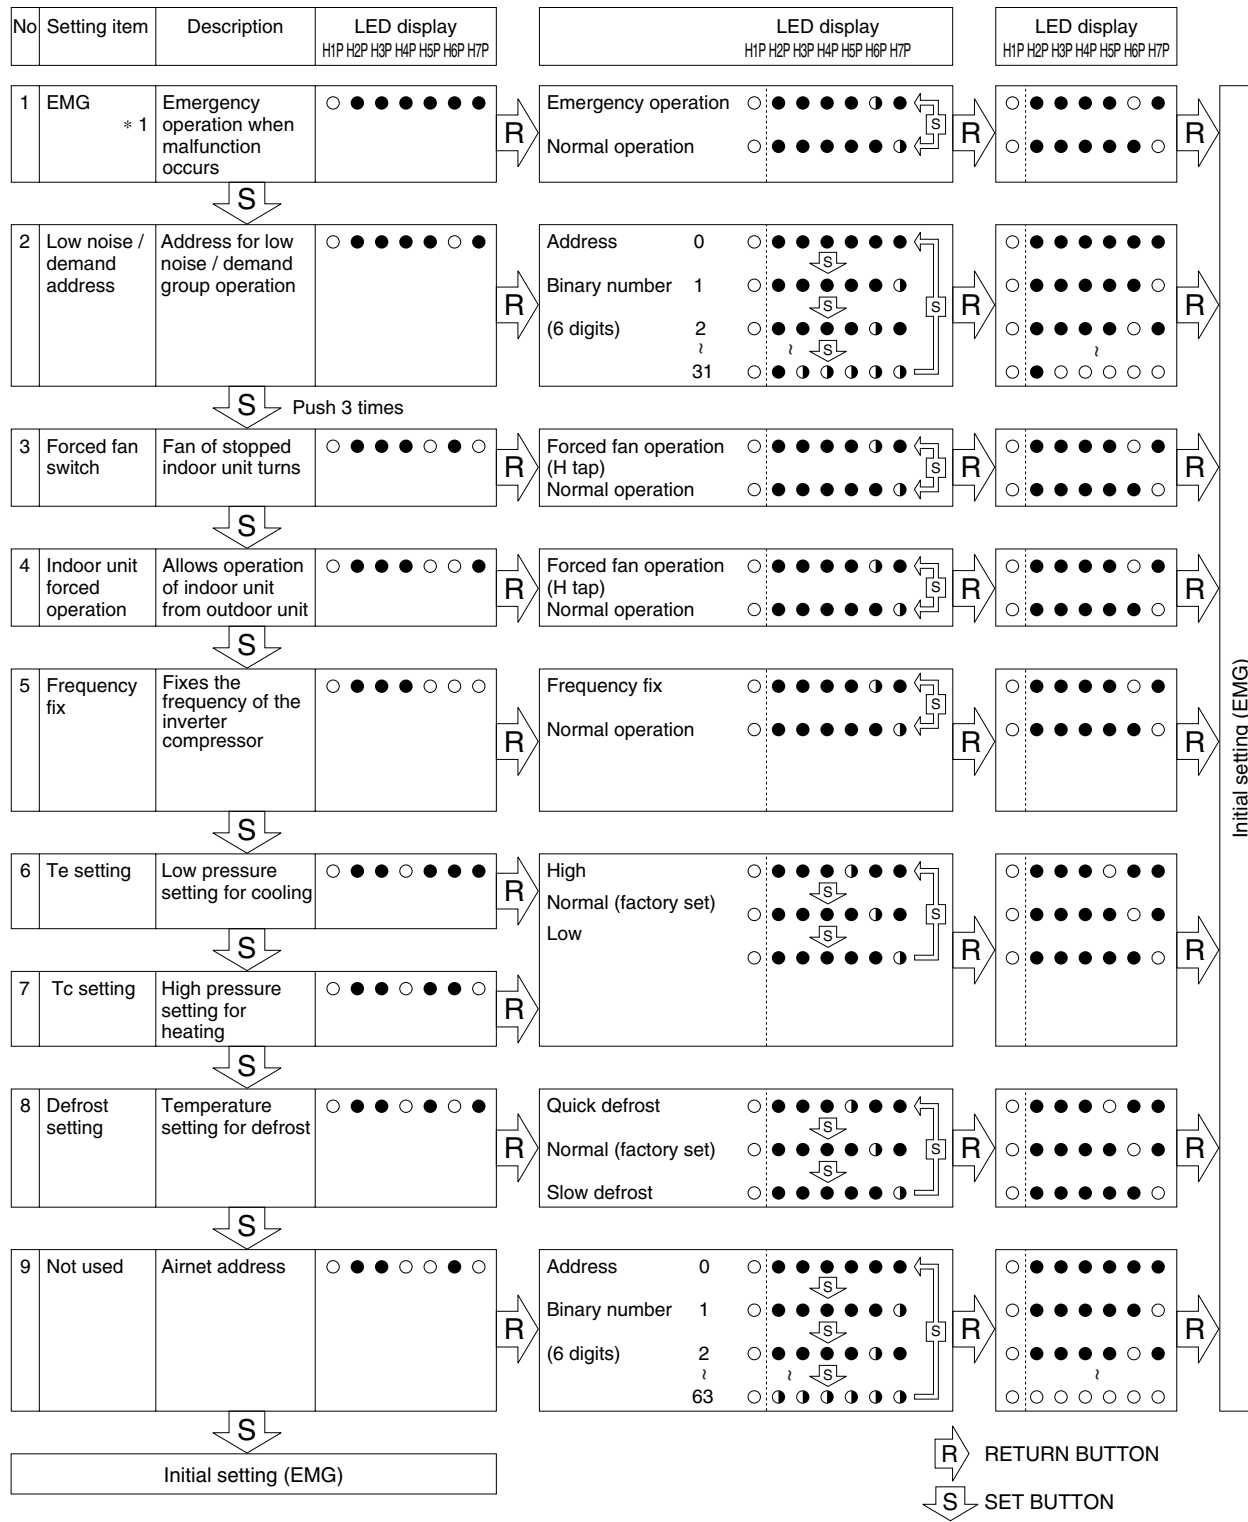 No Setting item Description LED display LED display LED display
H1P H2P H3P H4P H5P H6P H7P H1P H2P H3P H4P H5P H6P H7P H1P H2P H3P H4P H5P H6P H7P
1 EMG
* 1
Emergency
operation when
malfunction
occurs
R
Emergency operation
Normal operation
S
R
R
S
2 Low noise /
demand
address
Address for low
noise / demand
group operation
R
Address 0
S
Binary number 1
S
(6 digits) 2
~ ~ S ~
31
S
R
R
S Push 3 times
3 Forced fan
switch
Fan of stopped
indoor unit turns
R
Forced fan operation
(H tap)
Normal operation
S
R
R
S
4 Indoor unit
forced
operation
Allows operation
of indoor unit
from outdoor unit
R
Forced fan operation
(H tap)
Normal operation
S
R
R
S
5 Frequency
fix
Fixes the
frequency of the
inverter
compressor
R
Frequency fix
Normal operation
S
R
R
S
6 Te setting
Low pressure
setting for cooling
R
High
S
Normal (factory set)
S
Low
S
R
R
S
7 Tc setting
High pressure
setting for
heating
R
S
8 Defrost
setting
Temperature
setting for defrost
R
Quick defrost
S
Normal (factory set)
S
Slow defrost
S
R
R
S
9 Not used
Airnet address
R
Address 0
S
Binary number 1
S
(6 digits) 2
~ ~ S ~
63
S
R
R
Initial setting (EMG)
S
Initial setting (EMG)
R RETURN BUTTON
S SET BUTTON